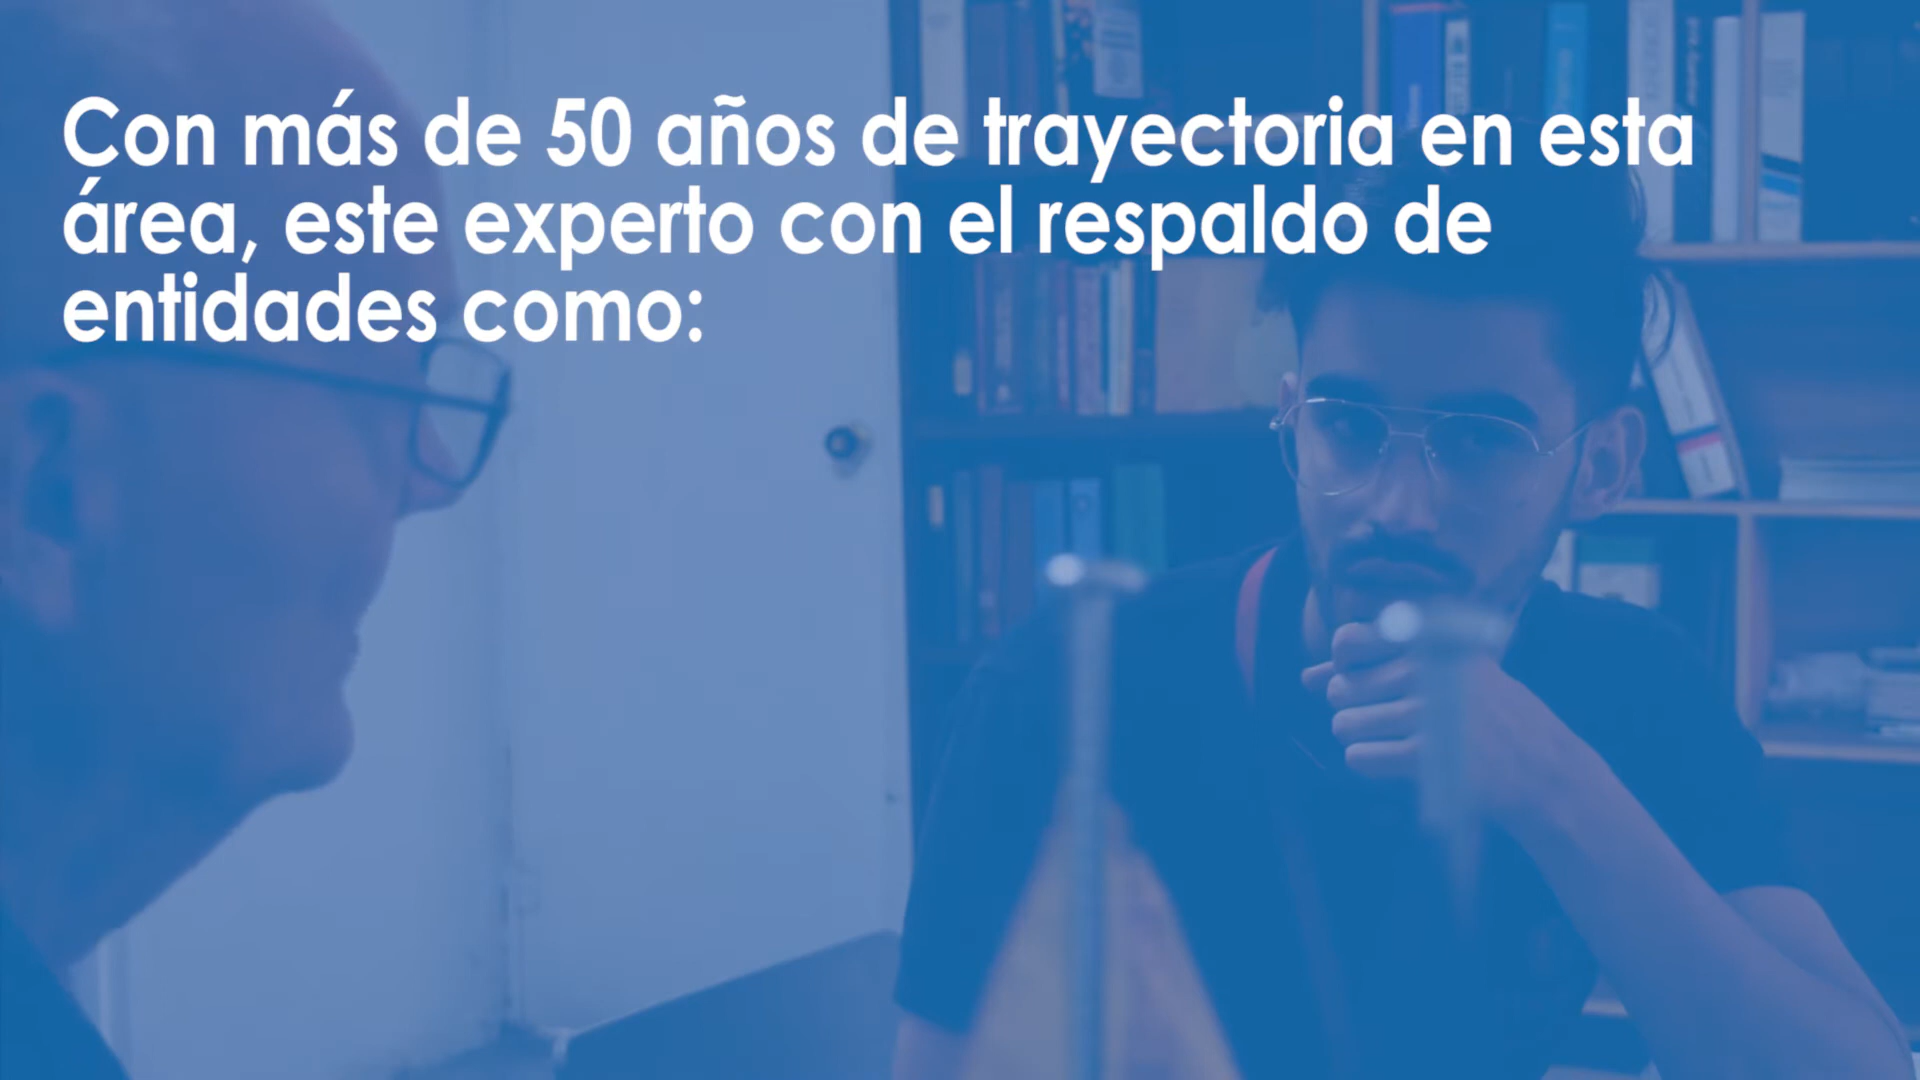 Con más de 50 años de trayectoria en esta
área, este experto con el respaldo de
entidades como: